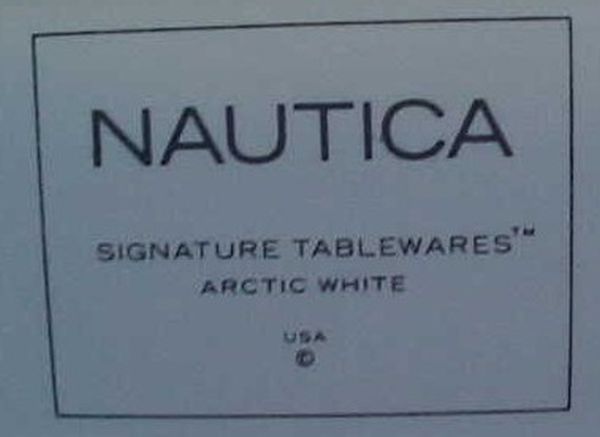 NAUTICA
SIGNATURE TABLEWARES™
ARCTIC WHITE
USA
©